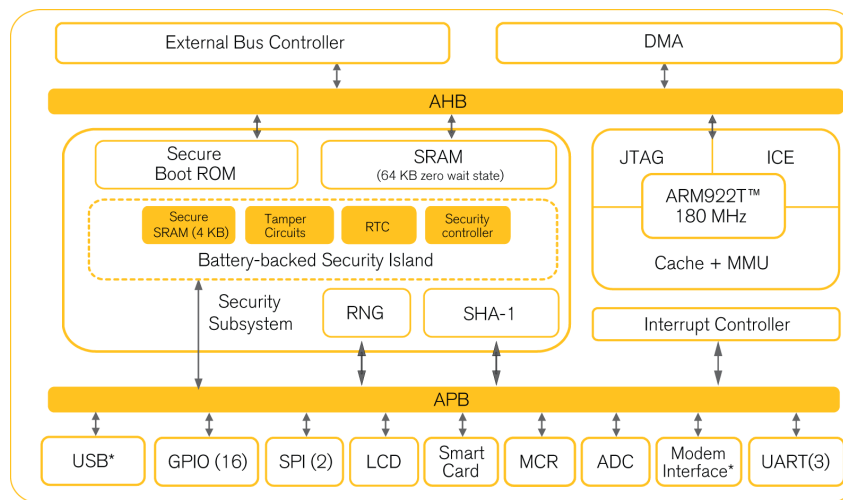 External Bus Controller
DMA
AHB
Secure
Boot ROM
SRAM
(64 KB zero wait state)
JTAG
ICE
ARM922T™
180 MHz
Cache + MMU
Secure
SRAM (4 KB)
Tamper
Circuits
RTC
Security
controller
Battery-backed Security Island
Security
Subsystem
RNG
SHA-1
Interrupt Controller
APB
USB*
GPIO (16)
SPI (2)
LCD
Smart
Card
MCR
ADC
Modem
Interface*
UART(3)